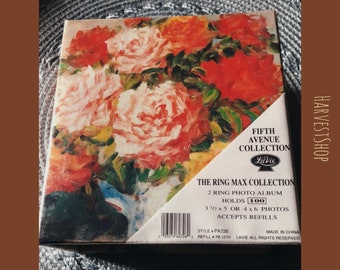 FIFTH
AVENUE
COLLECTION
LaVie
THE RING MAX COLLECTION
2 RING PHOTO ALBUM
HOLDS 100
3 1/2 x 5 OR 4 x 6 PHOTOS
ACCEPTS REFILLS
MADE IN CHINA
LAVIE ALL RIGHTS RESERVED
HARVESTSHOP